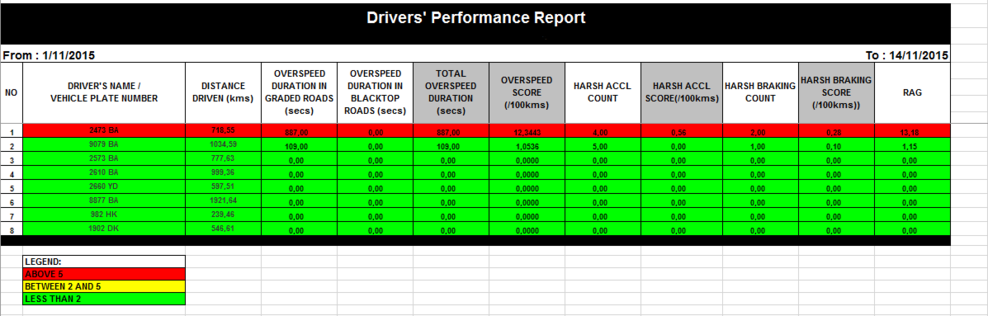 Drivers' Performance Report
From : 1/11/2015 To : 14/11/2015
NO DRIVER'S NAME / VEHICLE PLATE NUMBER DISTANCE DRIVEN (kms) OVERSPEED DURATION IN GRADED ROADS (secs) OVERSPEED DURATION IN BLACKTOP ROADS (secs) TOTAL OVERSPEED DURATION (secs) OVERSPEED SCORE (/100kms) HARSH ACCL COUNT HARSH ACCL SCORE(/100kms) HARSH BRAKING COUNT HARSH BRAKING SCORE (/100kms)) RAG
1 2473 BA 718,55 887,00 0,00 887,00 12,3443 4,00 0,56 2,00 0,28 13,18
2 9079 BA 1034,59 109,00 0,00 109,00 1,0536 5,00 0,00 1,00 0,10 1,15
3 2573 BA 777,63 0,00 0,00 0,00 0,0000 0,00 0,00 0,00 0,00 0,00
4 2610 BA 999,36 0,00 0,00 0,00 0,0000 0,00 0,00 0,00 0,00 0,00
5 2660 YD 597,51 0,00 0,00 0,00 0,0000 0,00 0,00 0,00 0,00 0,00
6 8877 BA 1921,64 0,00 0,00 0,00 0,0000 0,00 0,00 0,00 0,00 0,00
7 982 HK 239,46 0,00 0,00 0,00 0,0000 0,00 0,00 0,00 0,00 0,00
8 1902 DK 546,61 0,00 0,00 0,00 0,0000 0,00 0,00 0,00 0,00 0,00
LEGEND:
ABOVE 5
BETWEEN 2 AND 5
LESS THAN 2